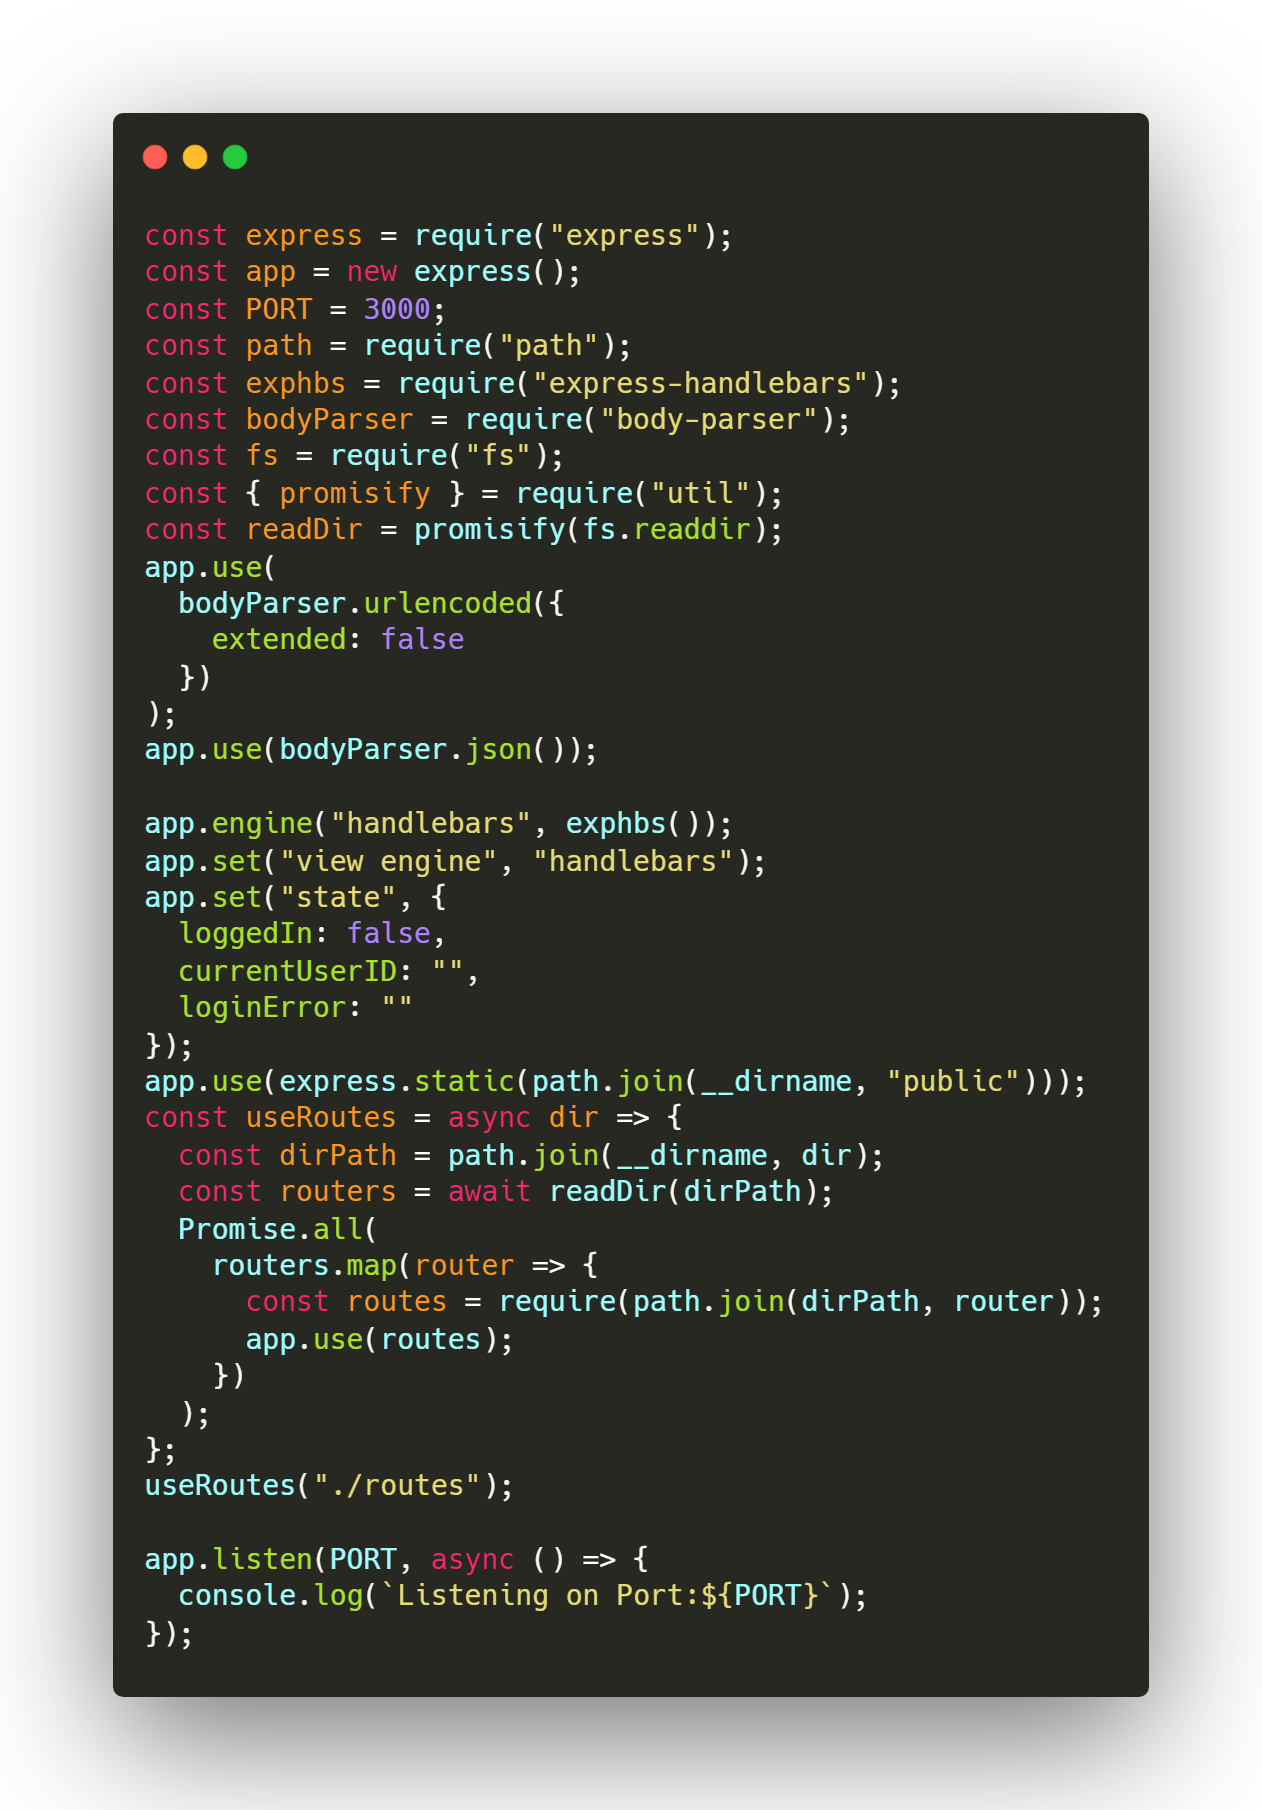 const express = require("express");
const app = new express();
const PORT = 3000;
const path = require("path");
const exphbs = require("express-handlebars");
const bodyParser = require("body-parser");
const fs = require("fs");
const { promisify } = require("util");
const readDir = promisify(fs.readdir);
app.use(
  bodyParser.urlencoded({
    extended: false
  })
);
app.use(bodyParser.json());

app.engine("handlebars", exphbs());
app.set("view engine", "handlebars");
app.set("state", {
  loggedIn: false,
  currentUserID: "",
  loginError: ""
});
app.use(express.static(path.join(__dirname, "public")));
const useRoutes = async dir => {
  const dirPath = path.join(__dirname, dir);
  const routers = await readDir(dirPath);
  Promise.all(
    routers.map(router => {
      const routes = require(path.join(dirPath, router));
      app.use(routes);
    })
  );
};
useRoutes("./routes");

app.listen(PORT, async () => {
  console.log(`Listening on Port:${PORT}`);
});